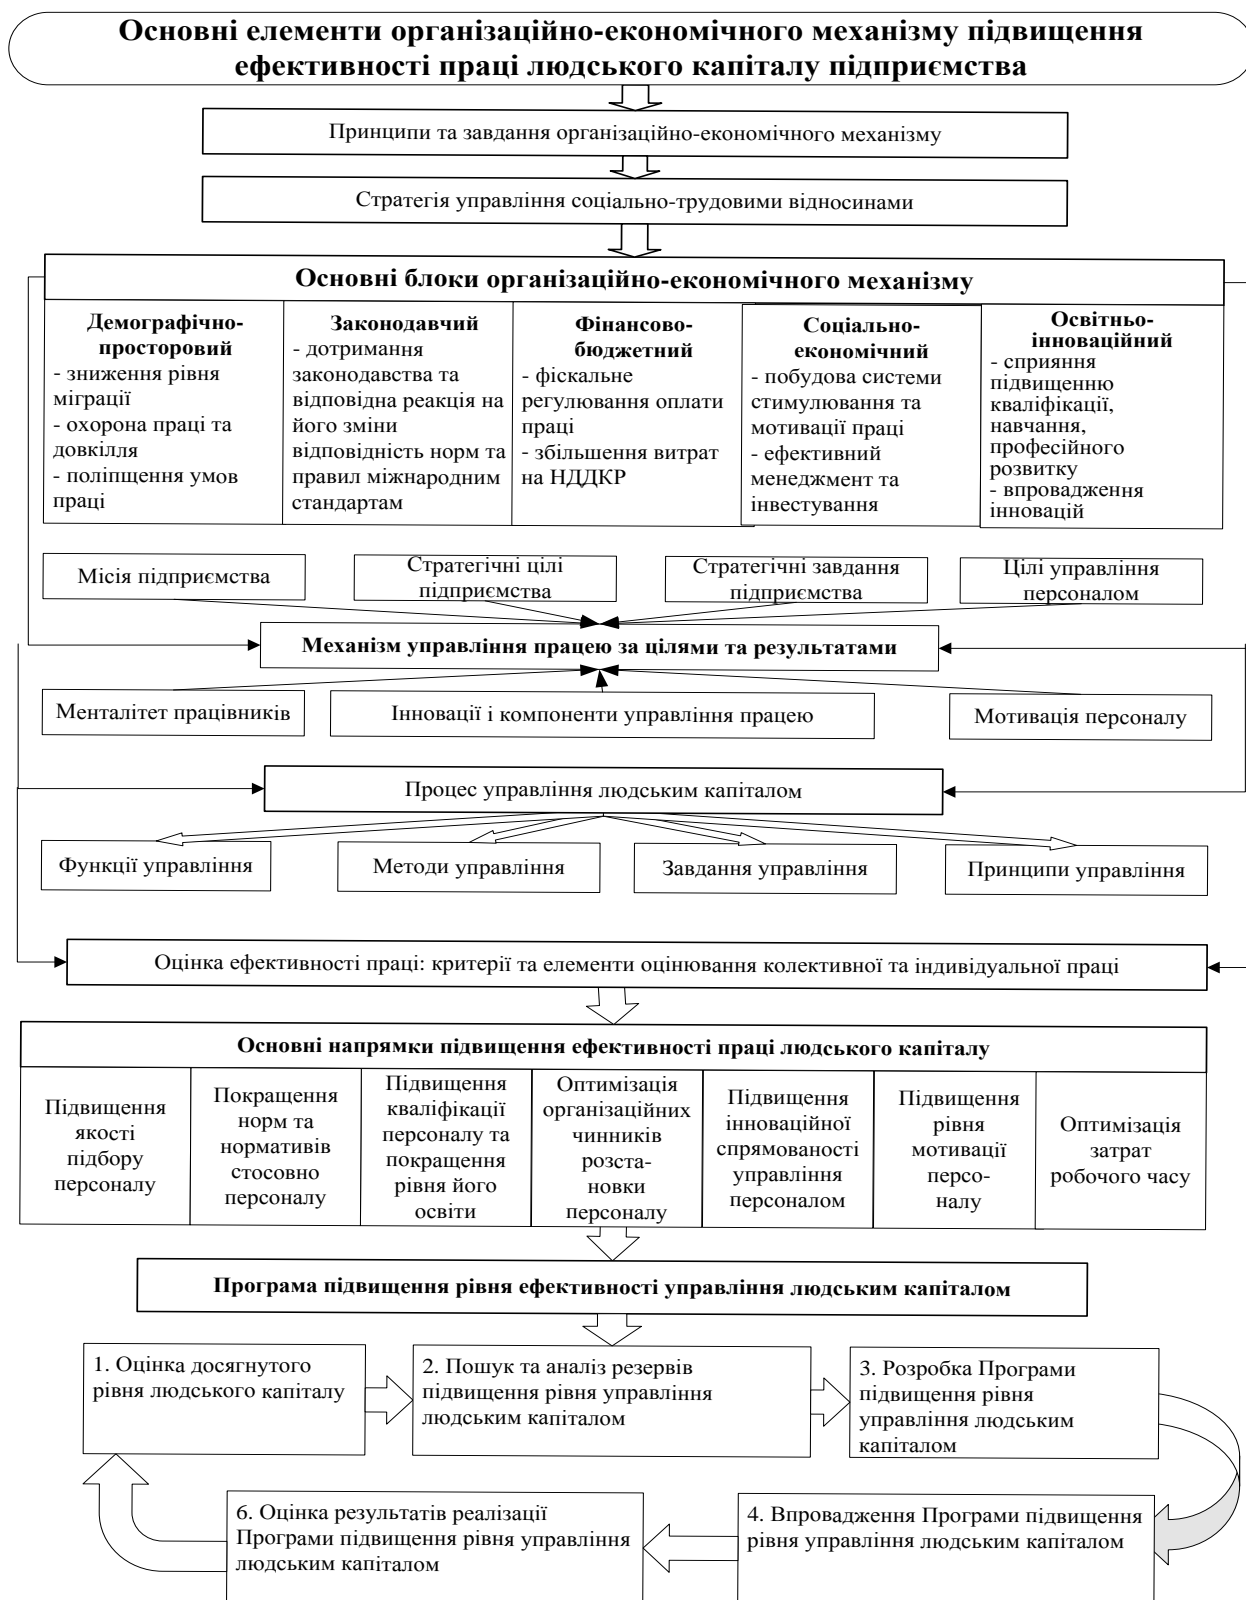 Основні елементи організаційно-економічного механізму підвищення
ефективності праці людського капіталу підприємства
Принципи та завдання організаційно-економічного механізму
Стратегія управління соціально-трудовими відносинами
Основні блоки організаційно-економічного механізму
Демографічно-
просторовий
- зниження рівня
міграції
- охорона праці та
довкілля
- поліпщення умов
праці
Законодавчий
- дотримання
законодавства та
відповідна реакція на
його зміни
відповідність норм та
правил міжнародним
стандартам
Фінансово-
бюджетний
- фіскальне
регулювання оплати
праці
- збільшення витрат
на НДДКР
Соціально-
економічний
- побудова системи
стимулювання та
мотивації праці
- ефективний
менеджмент та
інвестування
Освітньо-
інноваційний
- сприяння
підвищенню
кваліфікації,
навчання,
професійного
розвитку
- впровадження
інновацій
Місія підприємства
Стратегічні цілі
підприємства
Стратегічні завдання
підприємства
Цілі управління
персоналом
Механізм управління працею за цілями та результатами
Менталітет працівників
Інновації і компоненти управління працею
Мотивація персоналу
Процес управління людським капіталом
Функції управління
Методи управління
Завдання управління
Принципи управління
Оцінка ефективності праці: критерії та елементи оцінювання колективної та індивідуальної праці
Основні напрямки підвищення ефективності праці людського капіталу
Підвищення
якості
підбору
персоналу
Покращення
норм та
нормативів
стосовно
персоналу
Підвищення
кваліфікації
персоналу та
покращення
рівня його
освіти
Оптимізація
організаційних
чинників
розста-
новки
персоналу
Підвищення
інноваційної
спрямованості
управління
персоналом
Підвищення
рівня
мотивації
персо-
налу
Оптимізація
затрат
робочого часу
Програма підвищення рівня ефективності управління людським капіталом
1. Оцінка досягнутого
рівня людського капіталу
2. Пошук та аналіз резервів
підвищення рівня управління
людським капіталом
3. Розробка Програми
підвищення рівня
управління людським
капіталом
6. Оцінка результатів реалізації
Програми підвищення рівня управління
людським капіталом
4. Впровадження Програми підвищення
рівня управління людським капіталом